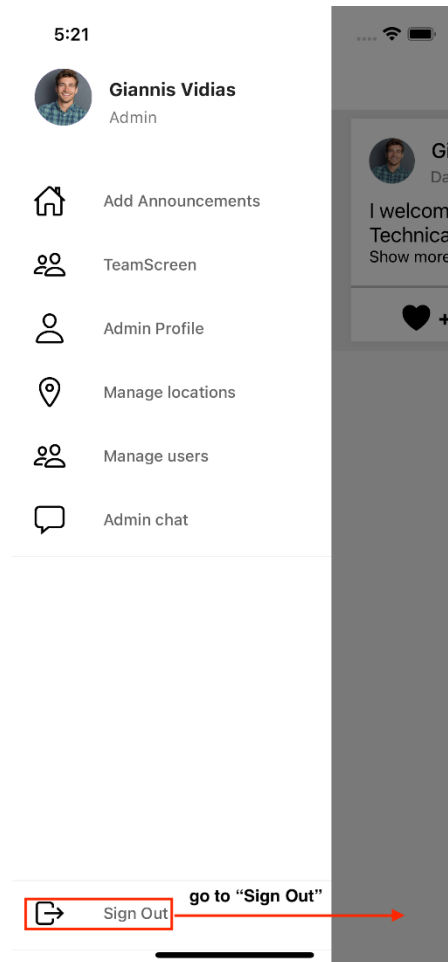 5:21
Giannis Vidias
Admin
Add Announcements
TeamScreen
Admin Profile
Manage locations
Manage users
Admin chat
I welcom
Technica
Show more
+
go to “Sign Out”
Sign Out